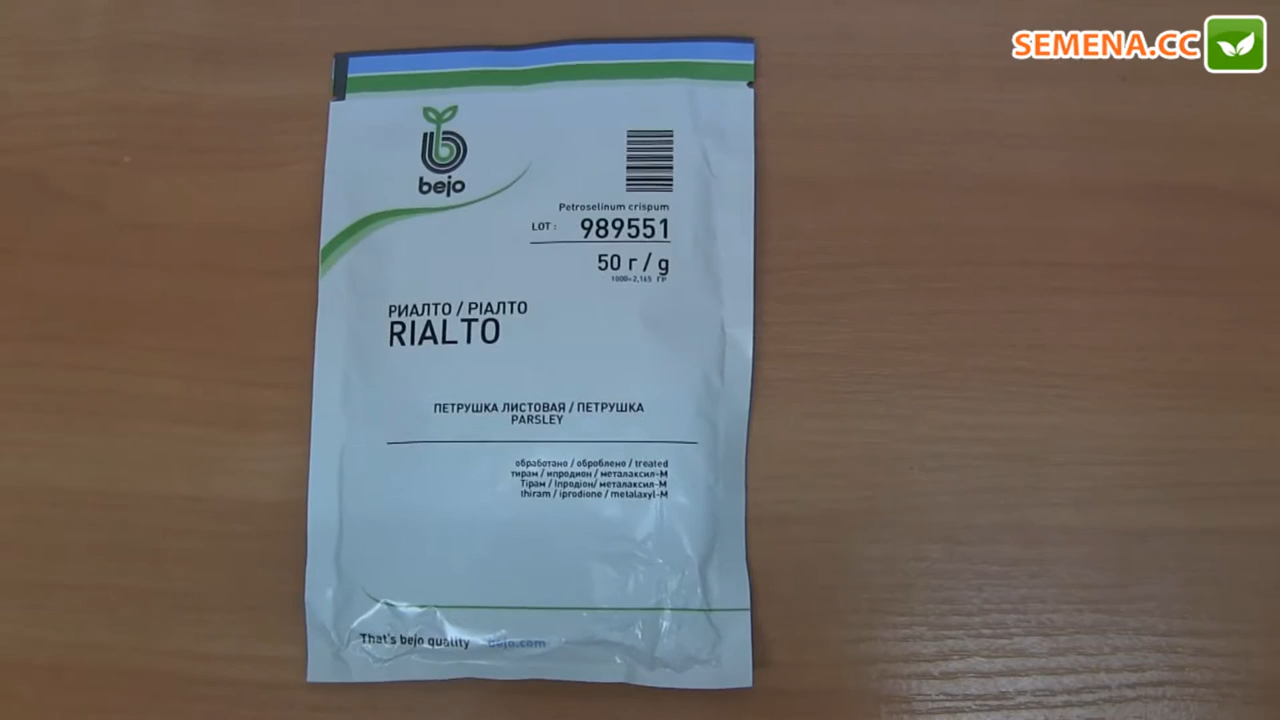 SEMENA.CC
bejo
Petroselinum crispum
LOT : 989551
50 г / g
1000=2,165 ГР
РИАЛТО / РІАЛТО
RIALTO
ПЕТРУШКА ЛИСТОВАЯ / ПЕТРУШКА
PARSLEY
обработано / оброблено / treated
тирам / ипродион / металаксил-М
Тірам / Іпродіон/ металаксил-М
thiram / iprodione / metalaxyl-M
That's bejo quality bejo.com